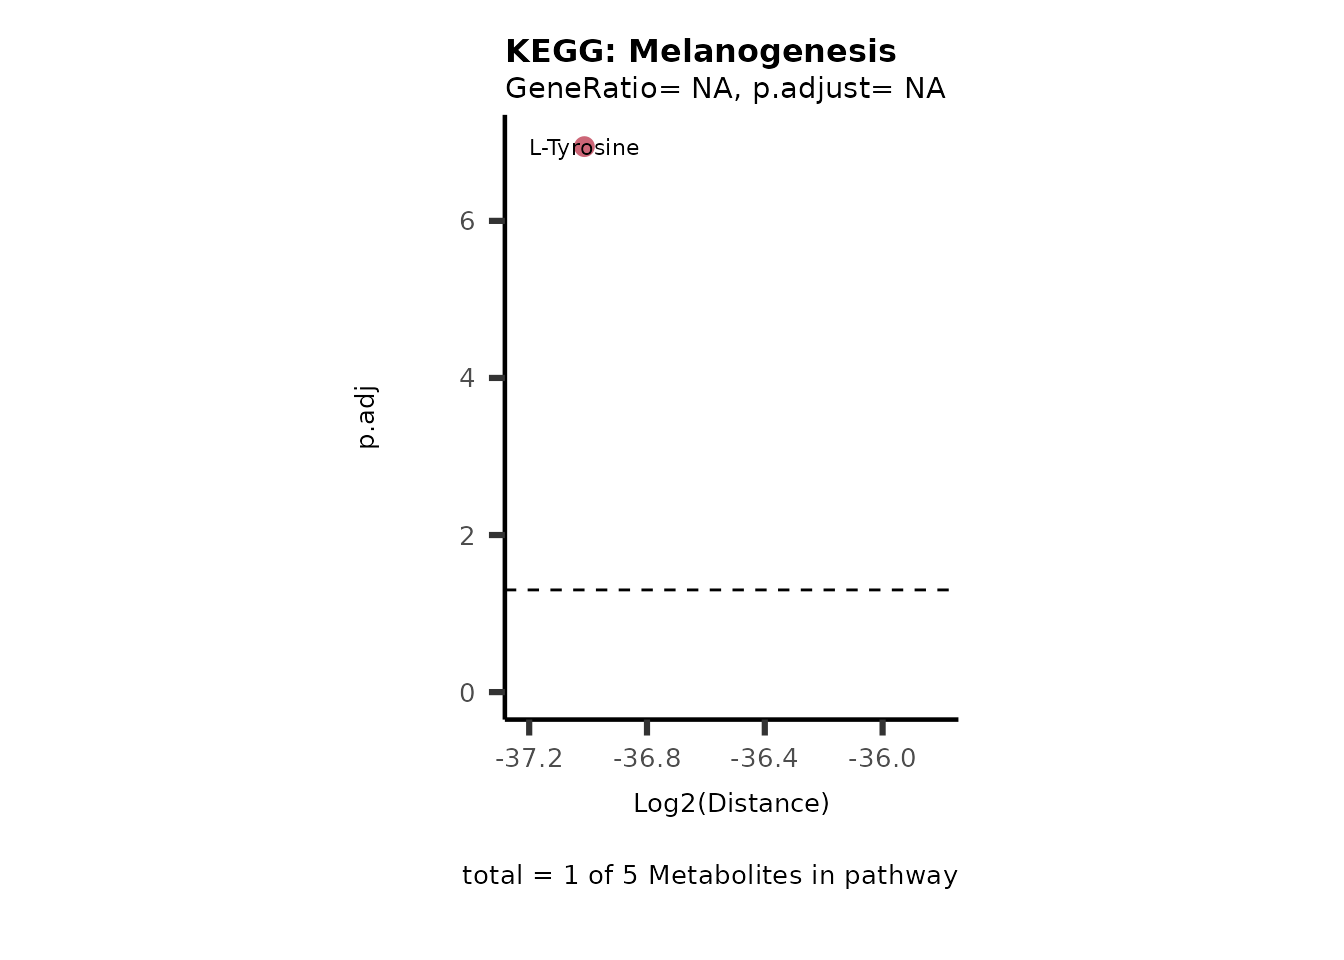 KEGG: Melanogenesis
GeneRatio= NA, p.adjust= NA
L-Tyrosine
6
4
2
0
p.adj
-37.2 -36.8 -36.4 -36.0
Log2(Distance)
total = 1 of 5 Metabolites in pathway